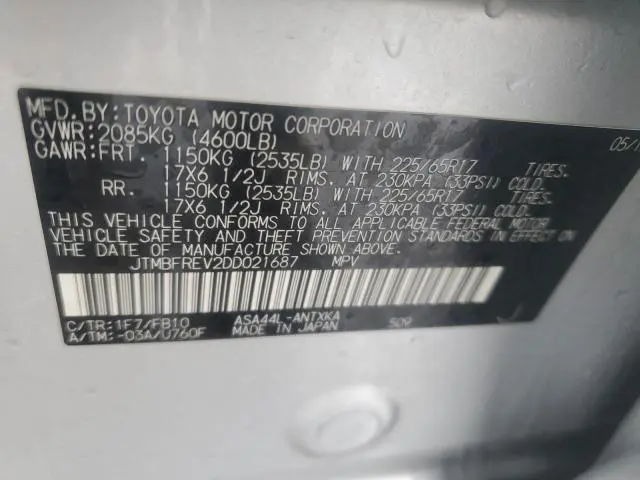 MFD.BY:TOYOTA MOTOR CORPORATION 05/1
GVWR:2085KG (4600LB)
GAWR:FRT. 1150KG (2535LB) WITH 225/65R17 TIRES.
17X6 1/2J RIMS. AT 230KPA (33PSI) COLD.
RR. 1150KG (2535LB) WITH 225/65R17 TIRES.
17X6 1/2J RIMS. AT 230KPA (33PSI) COLD.
THIS VEHICLE CONFORMS TO ALL APPLICABLE FEDERAL MOTOR
VEHICLE SAFETY AND THEFT PREVENTION STANDARDS IN EFFECT ON
THE DATE OF MANUFACTURE SHOWN ABOVE.
JTMBFREV2DD021687 MPV
C/TR:1F7/FB10 ASA44L-ANTXKA
A/TM:-03A/U760F MADE IN JAPAN 509